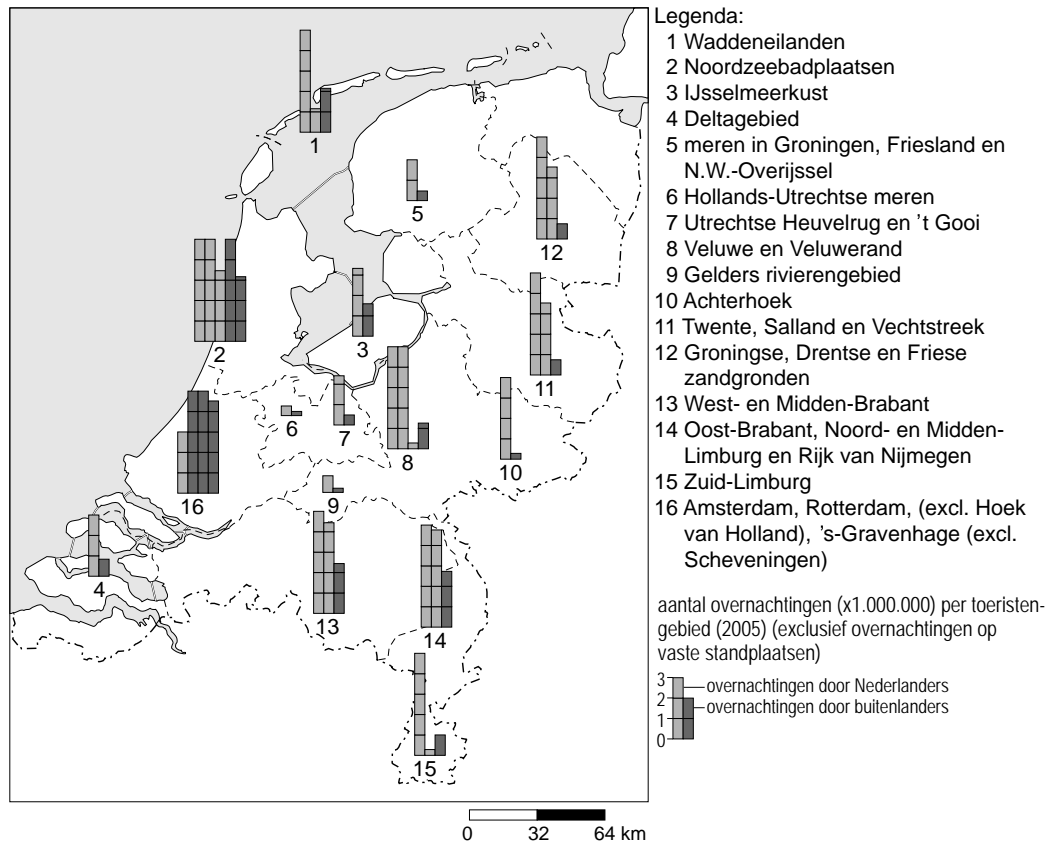 Legenda:
1 Waddeneilanden
2 Noordzeebadplaatsen
3 IJsselmeerkust
4 Deltagebied
5 meren in Groningen, Friesland en
N.W.-Overijssel
6 Hollands-Utrechtse meren
7 Utrechtse Heuvelrug en 't Gooi
8 Veluwe en Veluwerand
9 Gelders rivierengebied
10 Achterhoek
11 Twente, Salland en Vechtstreek
12 Groningse, Drentse en Friese
zandgronden
13 West- en Midden-Brabant
14 Oost-Brabant, Noord- en Midden-
Limburg en Rijk van Nijmegen
15 Zuid-Limburg
16 Amsterdam, Rotterdam, (excl. Hoek
van Holland), 's-Gravenhage (excl.
Scheveningen)
aantal overnachtingen (x1.000.000) per toeristen-
gebied (2005) (exclusief overnachtingen op
vaste standplaatsen)
3
overnachtingen door Nederlanders
2
overnachtingen door buitenlanders
1
0
1
5
12
2
3
11
6
7
8
10
9
16
4
13
14
15
0 32 64 km